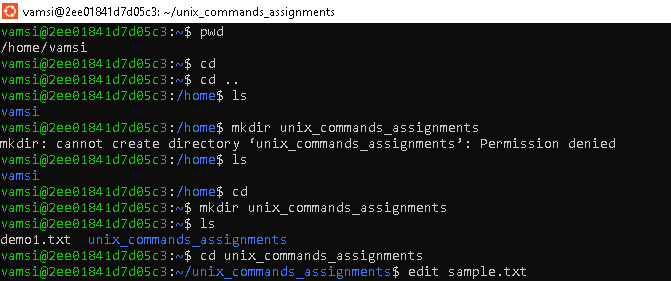 vamsi@2ee01841d7d05c3: ~/unix_commands_assignments
vamsi@2ee01841d7d05c3:~$ pwd
/home/vamsi
vamsi@2ee01841d7d05c3:~$ cd
vamsi@2ee01841d7d05c3:~$ cd ..
vamsi@2ee01841d7d05c3:/home$ ls
vamsi
vamsi@2ee01841d7d05c3:/home$ mkdir unix_commands_assignments
mkdir: cannot create directory ‘unix_commands_assignments’: Permission denied
vamsi@2ee01841d7d05c3:/home$ ls
vamsi
vamsi@2ee01841d7d05c3:/home$ cd
vamsi@2ee01841d7d05c3:~$ mkdir unix_commands_assignments
vamsi@2ee01841d7d05c3:~$ ls
demo1.txt  unix_commands_assignments
vamsi@2ee01841d7d05c3:~$ cd unix_commands_assignments
vamsi@2ee01841d7d05c3:~/unix_commands_assignments$ edit sample.txt